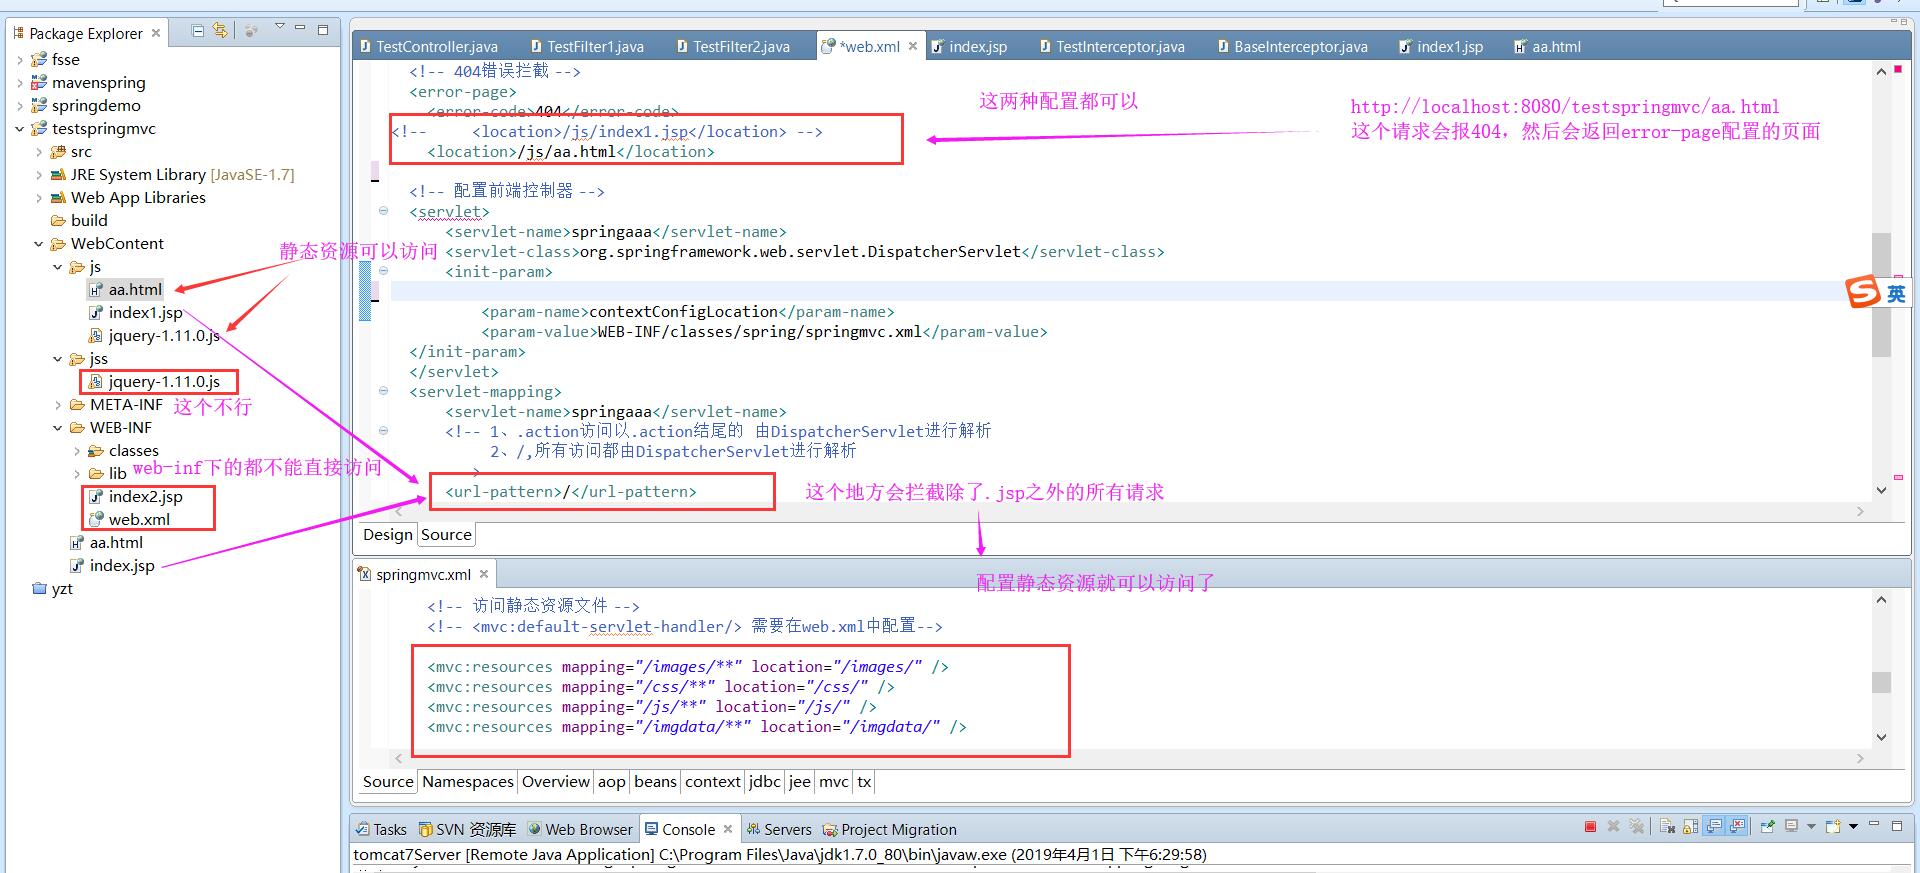 Package Explorer
fsse
mavenspring
springdemo
testspringmvc
src
JRE System Library [JavaSE-1.7]
Web App Libraries
build
WebContent
静态资源可以访问
js
aa.html
index1.jsp
jquery-1.11.0.js
jss
jquery-1.11.0.js
META-INF 这个不行
WEB-INF
classes
lib web-inf下的都不能直接访问
index2.jsp
web.xml
aa.html
index.jsp
yzt
TestController.java TestFilter1.java TestFilter2.java *web.xml index.jsp TestInterceptor.java BaseInterceptor.java index1.jsp aa.html
<!-- 404错误拦截 -->
<error-page>
<error-code>404</error-code>
<!-- <location>/js/index1.jsp</location> -->
<location>/js/aa.html</location>
这两种配置都可以
http://localhost:8080/testspringmvc/aa.html
这个请求会报404，然后会返回error-page配置的页面
<!-- 配置前端控制器 -->
<servlet>
<servlet-name>springaaa</servlet-name>
<servlet-class>org.springframework.web.servlet.DispatcherServlet</servlet-class>
<init-param>
<param-name>contextConfigLocation</param-name>
<param-value>WEB-INF/classes/spring/springmvc.xml</param-value>
</init-param>
</servlet>
<servlet-mapping>
<servlet-name>springaaa</servlet-name>
<!-- 1、.action访问以.action结尾的 由DispatcherServlet进行解析
2、/,所有访问都由DispatcherServlet进行解析
<url-pattern>/</url-pattern>
这个地方会拦截除了.jsp之外的所有请求
英
Design Source
springmvc.xml
配置静态资源就可以访问了
<!-- 访问静态资源文件 -->
<!-- <mvc:default-servlet-handler/> 需要在web.xml中配置-->
<mvc:resources mapping="/images/**" location="/images/" />
<mvc:resources mapping="/css/**" location="/css/" />
<mvc:resources mapping="/js/**" location="/js/" />
<mvc:resources mapping="/imgdata/**" location="/imgdata/" />
Source Namespaces Overview aop beans context jdbc jee mvc tx
Tasks SVN 资源库 Web Browser Console Servers Project Migration
tomcat7Server [Remote Java Application] C:\Program Files\Java\jdk1.7.0_80\bin\javaw.exe (2019年4月1日 下午6:29:58)